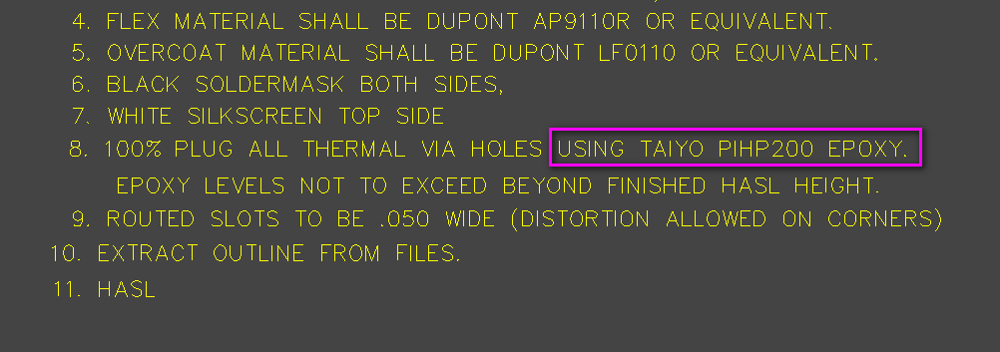 4. FLEX MATERIAL SHALL BE DUPONT AP9110R OR EQUIVALENT.
5. OVERCOAT MATERIAL SHALL BE DUPONT LF0110 OR EQUIVALENT.
6. BLACK SOLDERMASK BOTH SIDES,
7. WHITE SILKSCREEN TOP SIDE
8. 100% PLUG ALL THERMAL VIA HOLES USING TAIYO PIHP200 EPOXY.
EPOXY LEVELS NOT TO EXCEED BEYOND FINISHED HASL HEIGHT.
9. ROUTED SLOTS TO BE .050 WIDE (DISTORTION ALLOWED ON CORNERS)
10. EXTRACT OUTLINE FROM FILES.
11. HASL